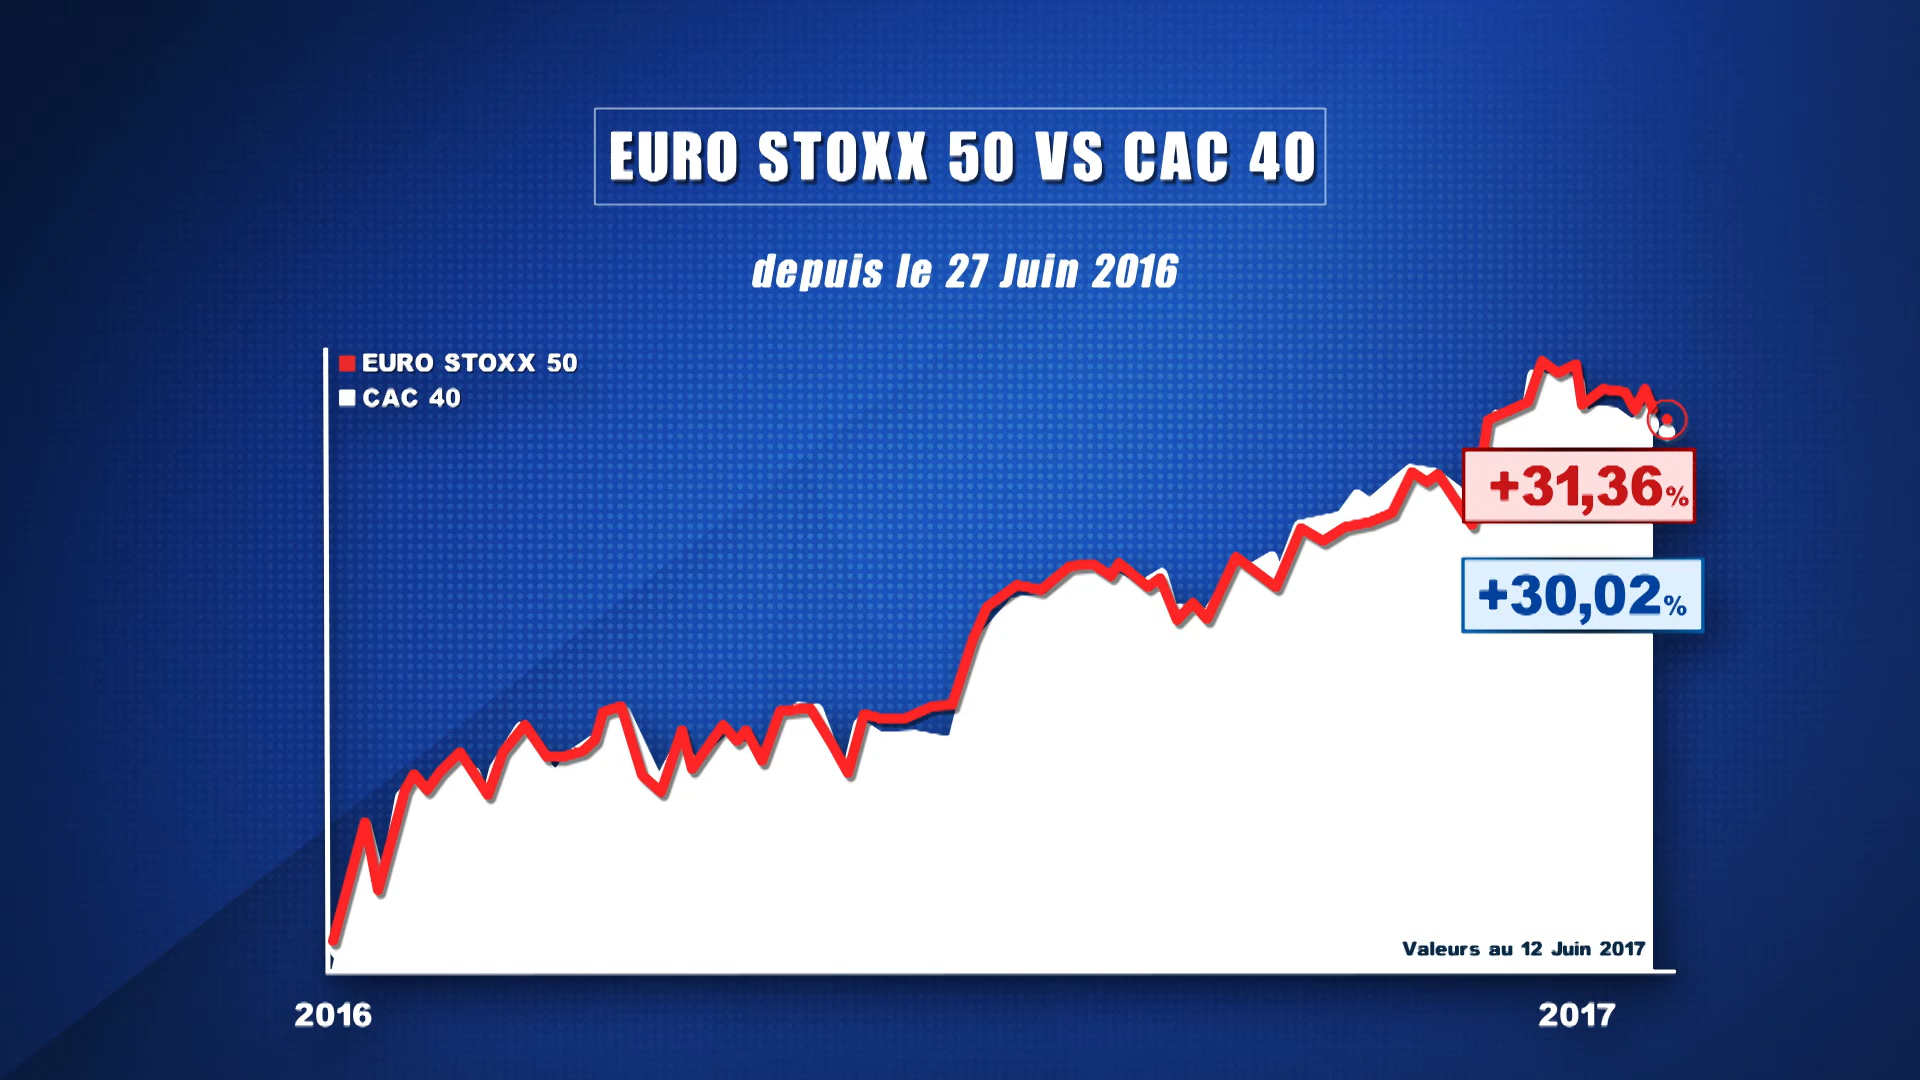 EURO STOXX 50 VS CAC 40
depuis le 27 Juin 2016
EURO STOXX 50
CAC 40
+31,36%
+30,02%
Valeurs au 12 Juin 2017
2016
2017